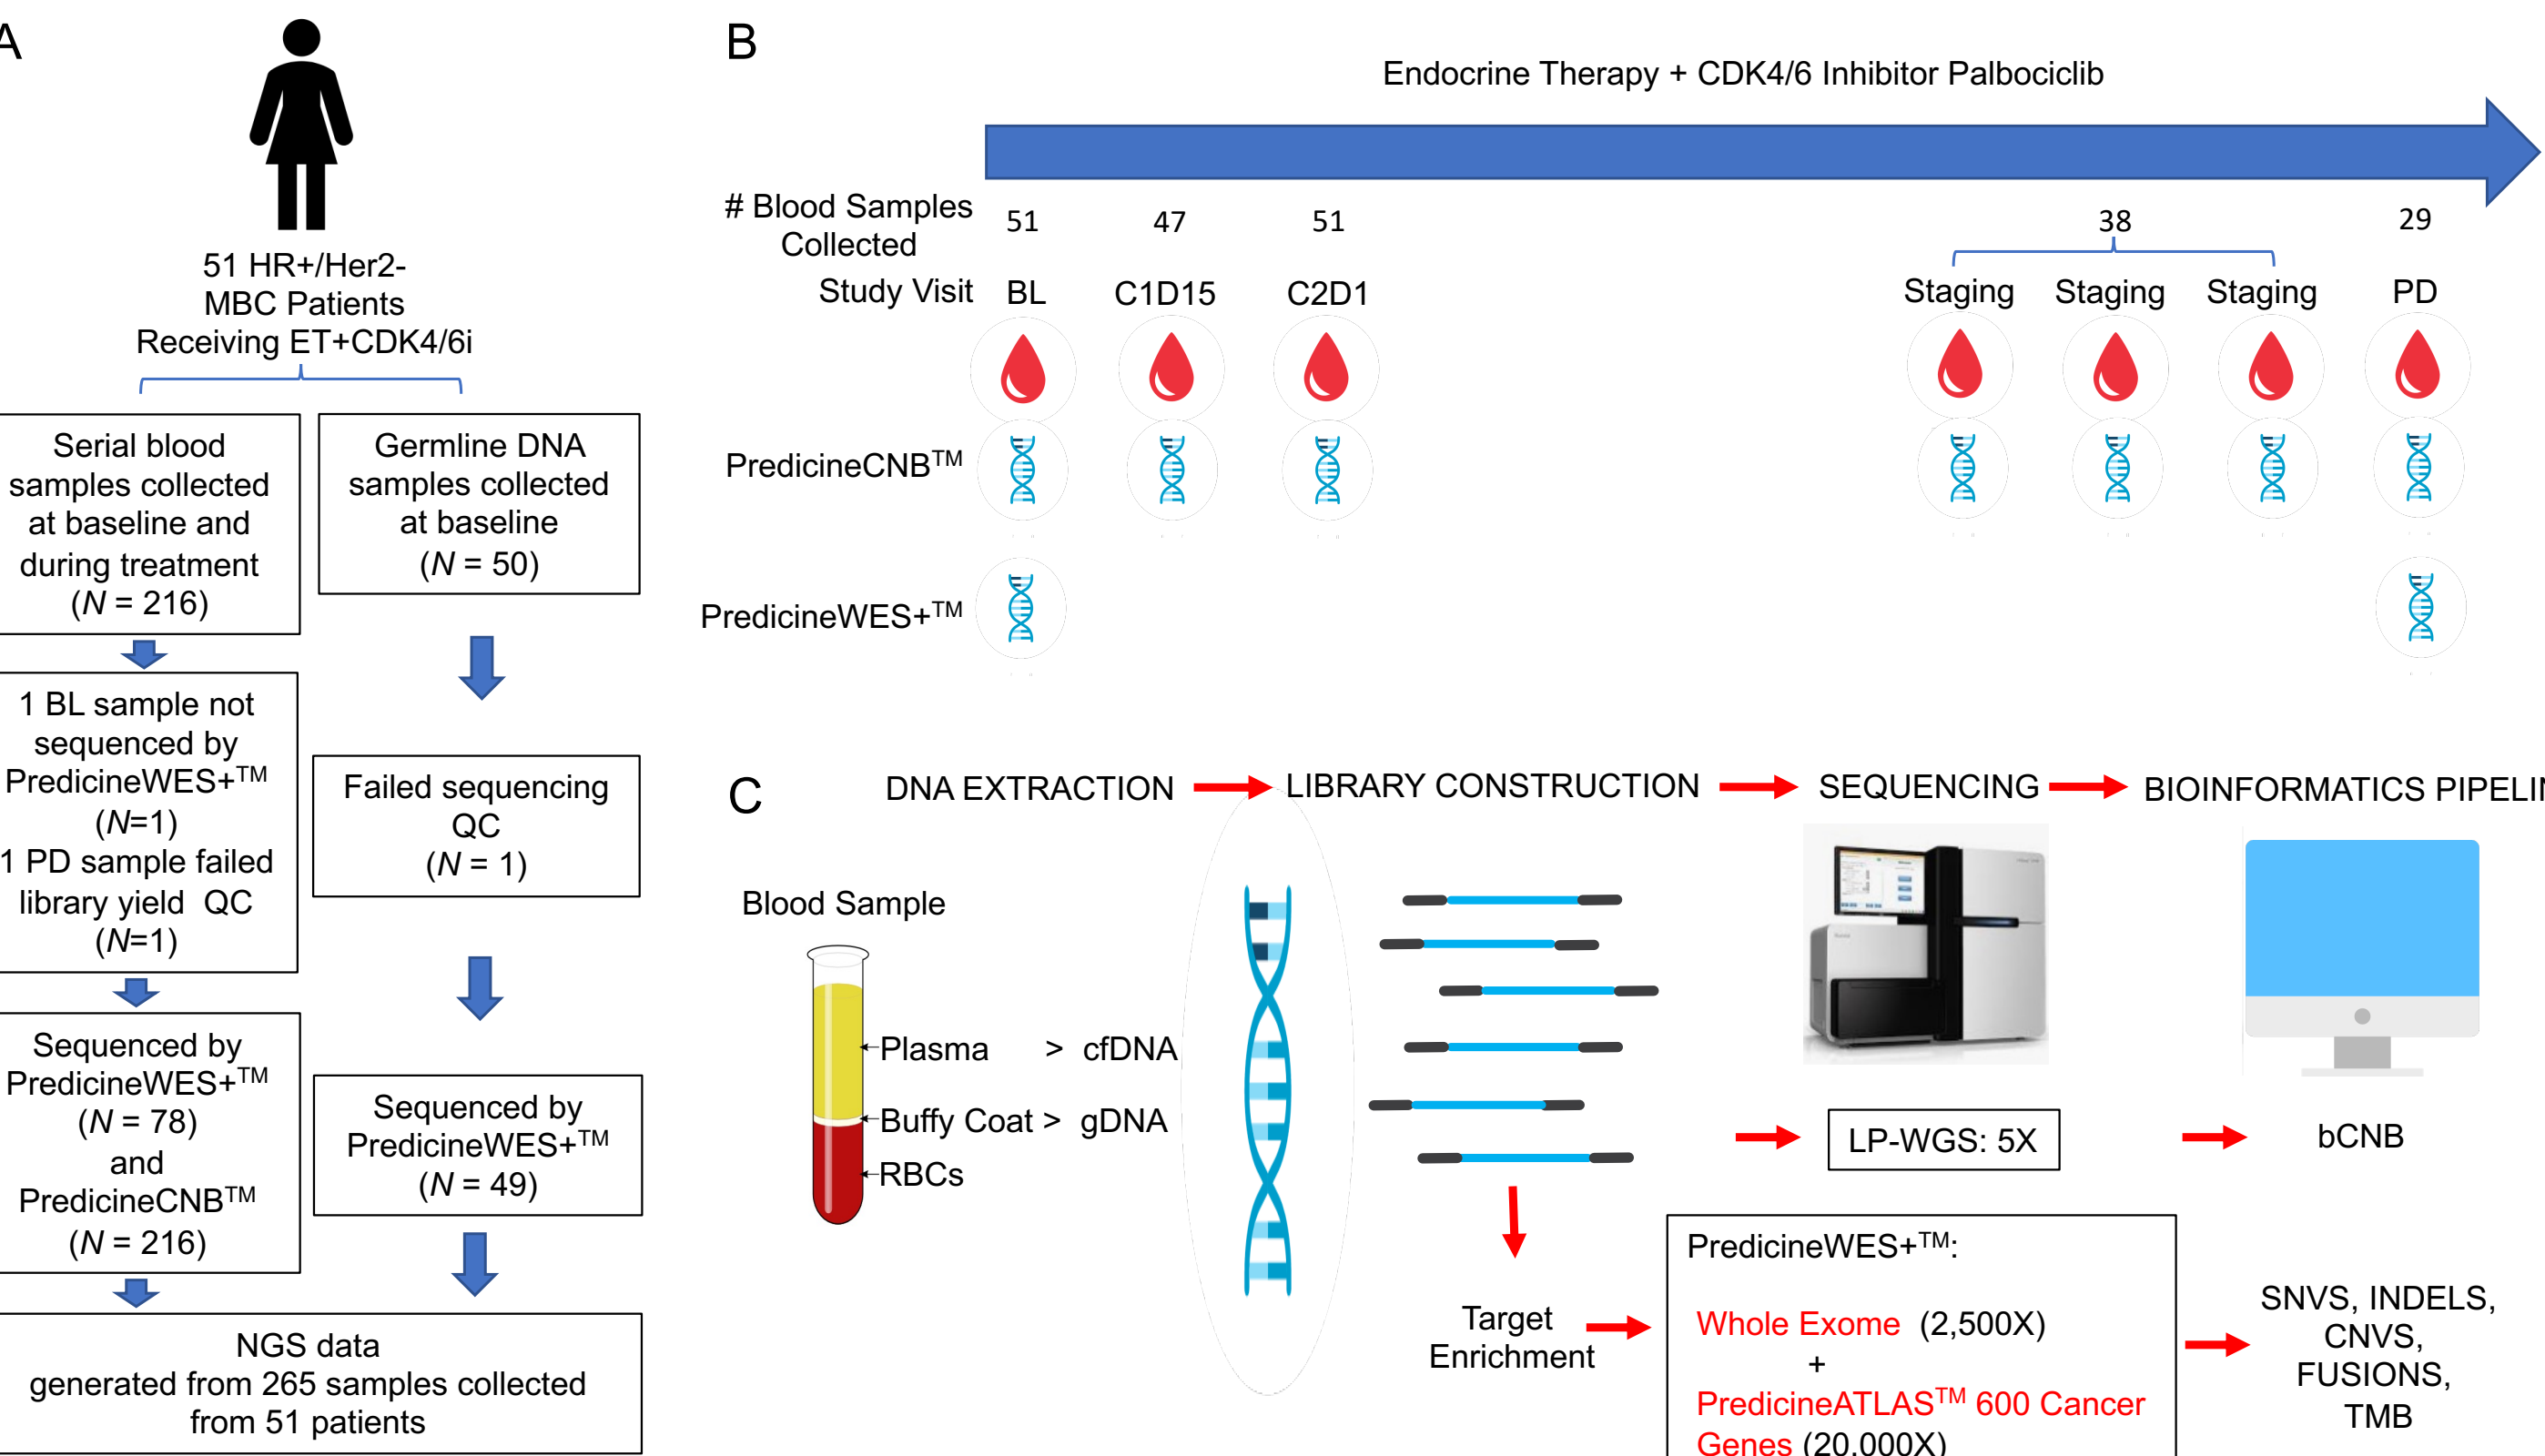 A
51 HR+/Her2-
MBC Patients
Receiving ET+CDK4/6i
Serial blood
samples collected
at baseline and
during treatment
(N = 216)
Germline DNA
samples collected
at baseline
(N = 50)
1 BL sample not
sequenced by
PredicineWES+TM
(N=1)
1 PD sample failed
library yield QC
(N=1)
Failed sequencing
QC
(N = 1)
Sequenced by
PredicineWES+TM
(N = 78)
and
PredicineCNBTM
(N = 216)
Sequenced by
PredicineWES+TM
(N = 49)
NGS data
generated from 265 samples collected
from 51 patients
B
Endocrine Therapy + CDK4/6 Inhibitor Palbociclib
# Blood Samples
Collected
51 47 51 38 29
Study Visit BL C1D15 C2D1 Staging Staging Staging PD
PredicineCNBTM
PredicineWES+TM
C
DNA EXTRACTION LIBRARY CONSTRUCTION SEQUENCING BIOINFORMATICS PIPELIN
Blood Sample
Plasma > cfDNA
Buffy Coat > gDNA
RBCs
LP-WGS: 5X
bCNB
Target
Enrichment
PredicineWES+TM:
Whole Exome (2,500X)
+
PredicineATLASTM 600 Cancer
Genes (20,000X)
SNVS, INDELS,
CNVS,
FUSIONS,
TMB